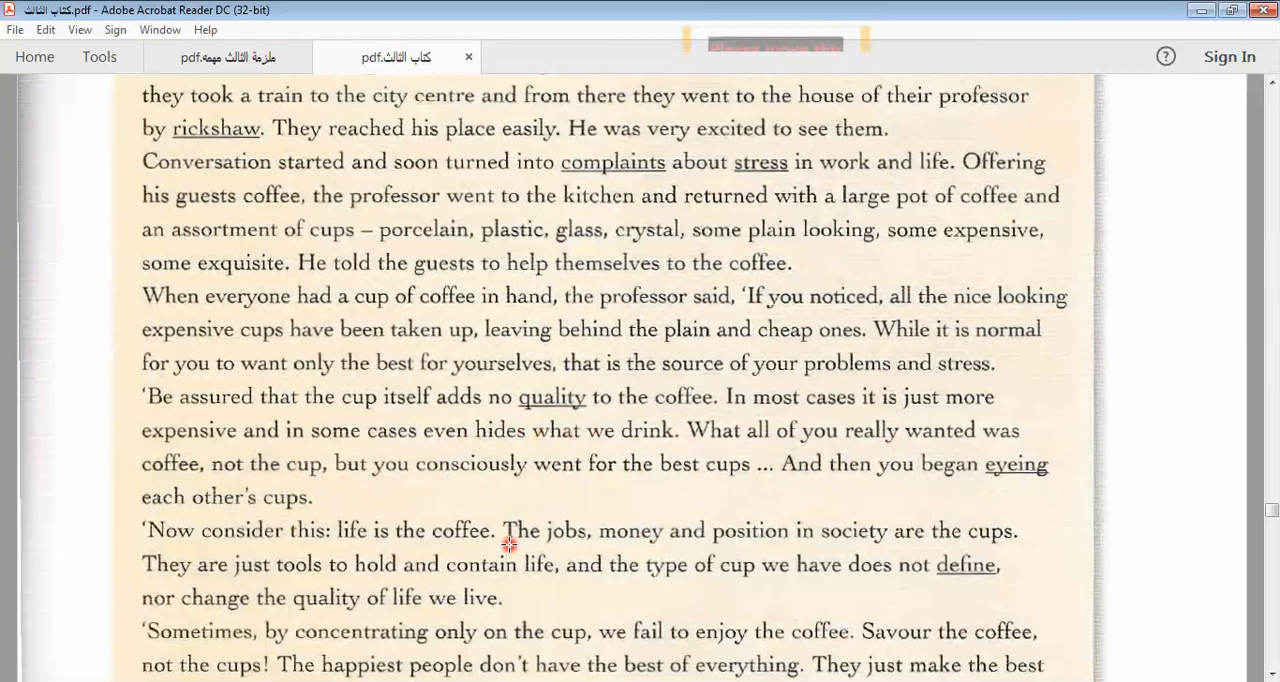 كتاب الثالث.pdf - Adobe Acrobat Reader DC (32-bit)
File Edit View Sign Window Help
Home Tools ملزمة الثالث مهمه.pdf كتاب الثالث.pdf × ? Sign In
they took a train to the city centre and from there they went to the house of their professor
by rickshaw. They reached his place easily. He was very excited to see them.
Conversation started and soon turned into complaints about stress in work and life. Offering
his guests coffee, the professor went to the kitchen and returned with a large pot of coffee and
an assortment of cups – porcelain, plastic, glass, crystal, some plain looking, some expensive,
some exquisite. He told the guests to help themselves to the coffee.
When everyone had a cup of coffee in hand, the professor said, ‘If you noticed, all the nice looking
expensive cups have been taken up, leaving behind the plain and cheap ones. While it is normal
for you to want only the best for yourselves, that is the source of your problems and stress.
‘Be assured that the cup itself adds no quality to the coffee. In most cases it is just more
expensive and in some cases even hides what we drink. What all of you really wanted was
coffee, not the cup, but you consciously went for the best cups ... And then you began eyeing
each other’s cups.
‘Now consider this: life is the coffee. The jobs, money and position in society are the cups.
They are just tools to hold and contain life, and the type of cup we have does not define,
nor change the quality of life we live.
‘Sometimes, by concentrating only on the cup, we fail to enjoy the coffee. Savour the coffee,
not the cups! The happiest people don’t have the best of everything. They just make the best